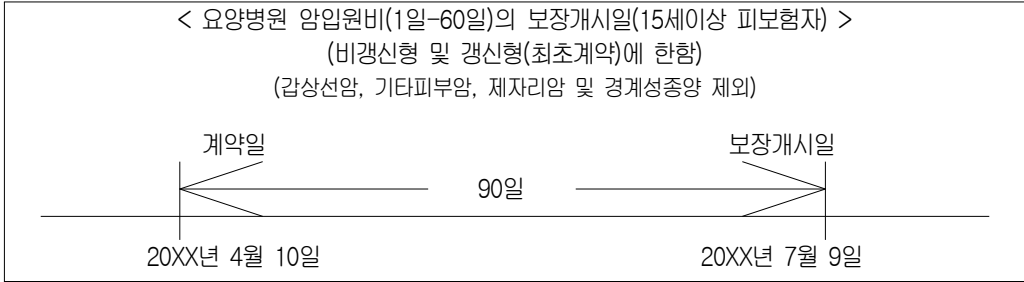 < 요양병원 암입원비(1일-60일)의 보장개시일(15세이상 피보험자) >
(비갱신형 및 갱신형(최초계약)에 한함)
(갑상선암, 기타피부암, 제자리암 및 경계성종양 제외)
계약일 보장개시일
90일
20XX년 4월 10일 20XX년 7월 9일